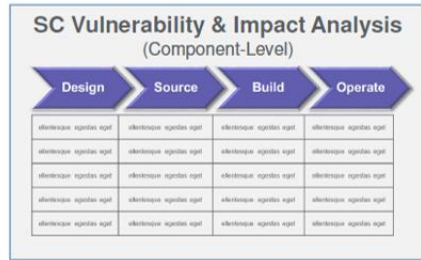 SC Vulnerability & Impact Analysis
(Component-Level)
Design Source Build Operate
ellentesque egestas eget ellentesque egestas eget ellentesque egestas eget ellentesque egestas eget
ellentesque egestas eget ellentesque egestas eget ellentesque egestas eget ellentesque egestas eget
ellentesque egestas eget ellentesque egestas eget ellentesque egestas eget ellentesque egestas eget
ellentesque egestas eget ellentesque egestas eget ellentesque egestas eget ellentesque egestas eget
ellentesque egestas eget ellentesque egestas eget ellentesque egestas eget ellentesque egestas eget